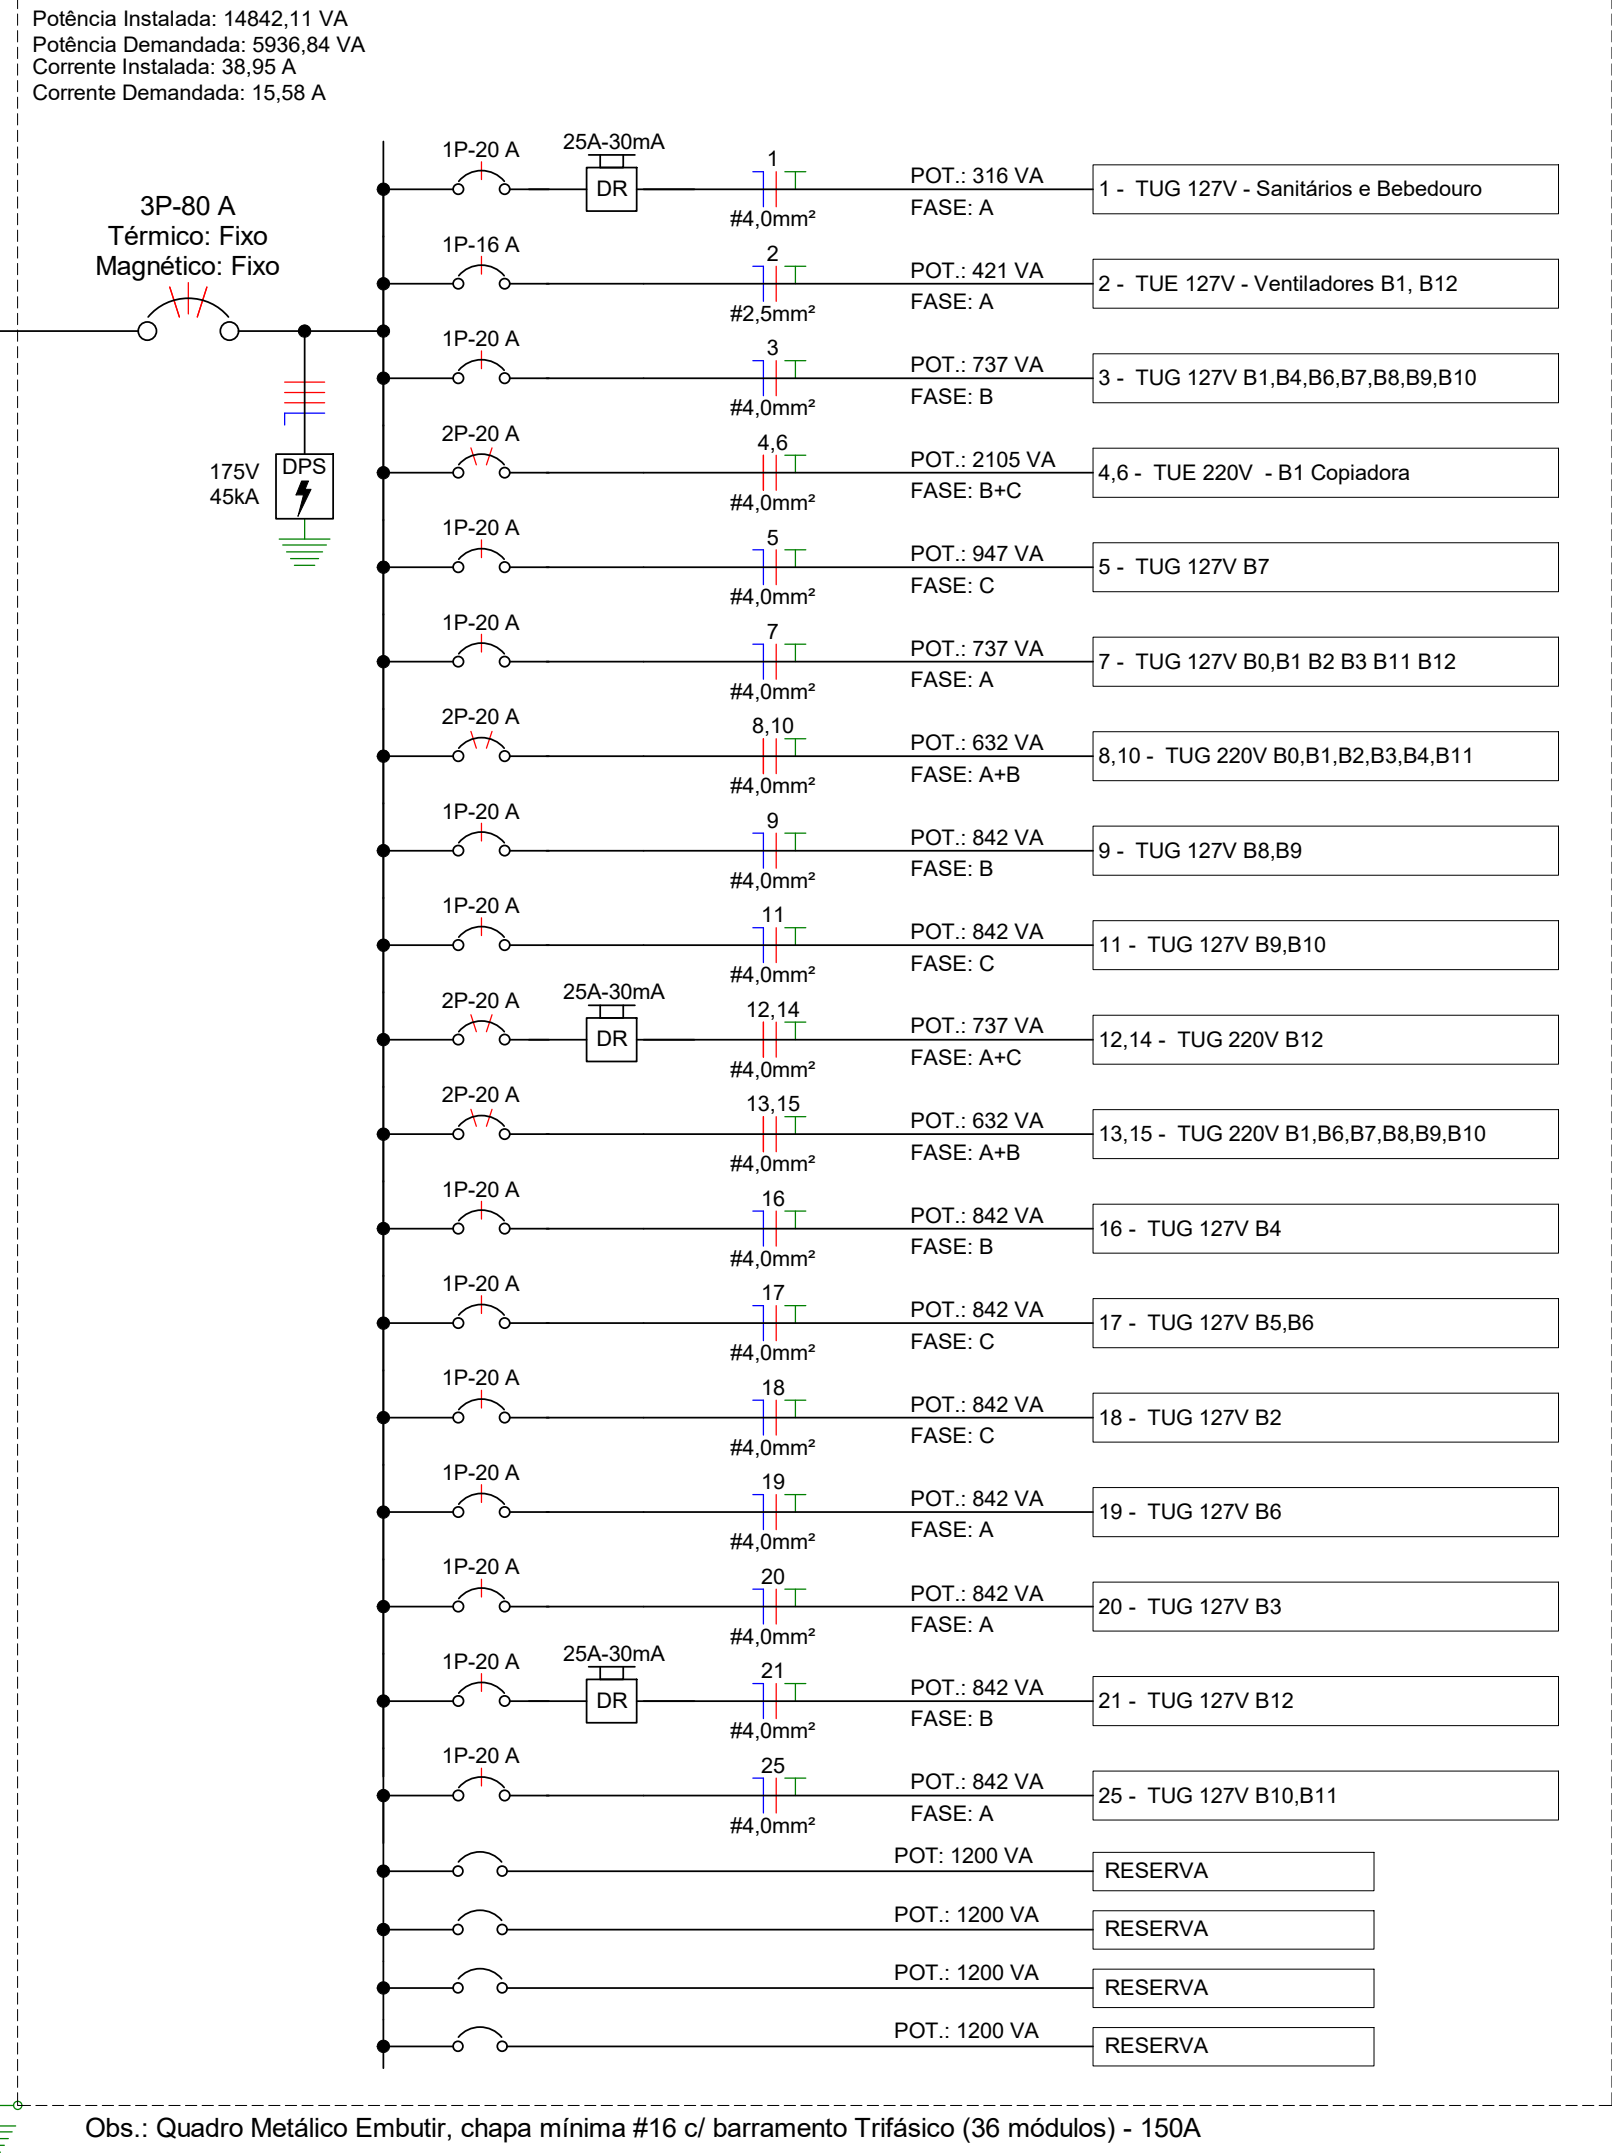 Potência Instalada: 14842,11 VA
Potência Demandada: 5936,84 VA
Corrente Instalada: 38,95 A
Corrente Demandada: 15,58 A
3P-80 A
Térmico: Fixo
Magnético: Fixo
175V
45kA
DPS
1P-20 A
25A-30mA
DR
1
#4,0mm²
POT.: 316 VA
FASE: A
1 - TUG 127V - Sanitários e Bebedouro
1P-16 A
2
#2,5mm²
POT.: 421 VA
FASE: A
2 - TUE 127V - Ventiladores B1, B12
1P-20 A
3
#4,0mm²
POT.: 737 VA
FASE: B
3 - TUG 127V B1,B4,B6,B7,B8,B9,B10
2P-20 A
4,6
#4,0mm²
POT.: 2105 VA
FASE: B+C
4,6 - TUE 220V - B1 Copiadora
1P-20 A
5
#4,0mm²
POT.: 947 VA
FASE: C
5 - TUG 127V B7
1P-20 A
7
#4,0mm²
POT.: 737 VA
FASE: A
7 - TUG 127V B0,B1 B2 B3 B11 B12
2P-20 A
8,10
#4,0mm²
POT.: 632 VA
FASE: A+B
8,10 - TUG 220V B0,B1,B2,B3,B4,B11
1P-20 A
9
#4,0mm²
POT.: 842 VA
FASE: B
9 - TUG 127V B8,B9
1P-20 A
11
#4,0mm²
POT.: 842 VA
FASE: C
11 - TUG 127V B9,B10
2P-20 A
25A-30mA
DR
12,14
#4,0mm²
POT.: 737 VA
FASE: A+C
12,14 - TUG 220V B12
2P-20 A
13,15
#4,0mm²
POT.: 632 VA
FASE: A+B
13,15 - TUG 220V B1,B6,B7,B8,B9,B10
1P-20 A
16
#4,0mm²
POT.: 842 VA
FASE: B
16 - TUG 127V B4
1P-20 A
17
#4,0mm²
POT.: 842 VA
FASE: C
17 - TUG 127V B5,B6
1P-20 A
18
#4,0mm²
POT.: 842 VA
FASE: C
18 - TUG 127V B2
1P-20 A
19
#4,0mm²
POT.: 842 VA
FASE: A
19 - TUG 127V B6
1P-20 A
20
#4,0mm²
POT.: 842 VA
FASE: A
20 - TUG 127V B3
1P-20 A
25A-30mA
DR
21
#4,0mm²
POT.: 842 VA
FASE: B
21 - TUG 127V B12
1P-20 A
25
#4,0mm²
POT.: 842 VA
FASE: A
25 - TUG 127V B10,B11
POT: 1200 VA
RESERVA
POT.: 1200 VA
RESERVA
POT.: 1200 VA
RESERVA
POT.: 1200 VA
RESERVA
Obs.: Quadro Metálico Embutir, chapa mínima #16 c/ barramento Trifásico (36 módulos) - 150A